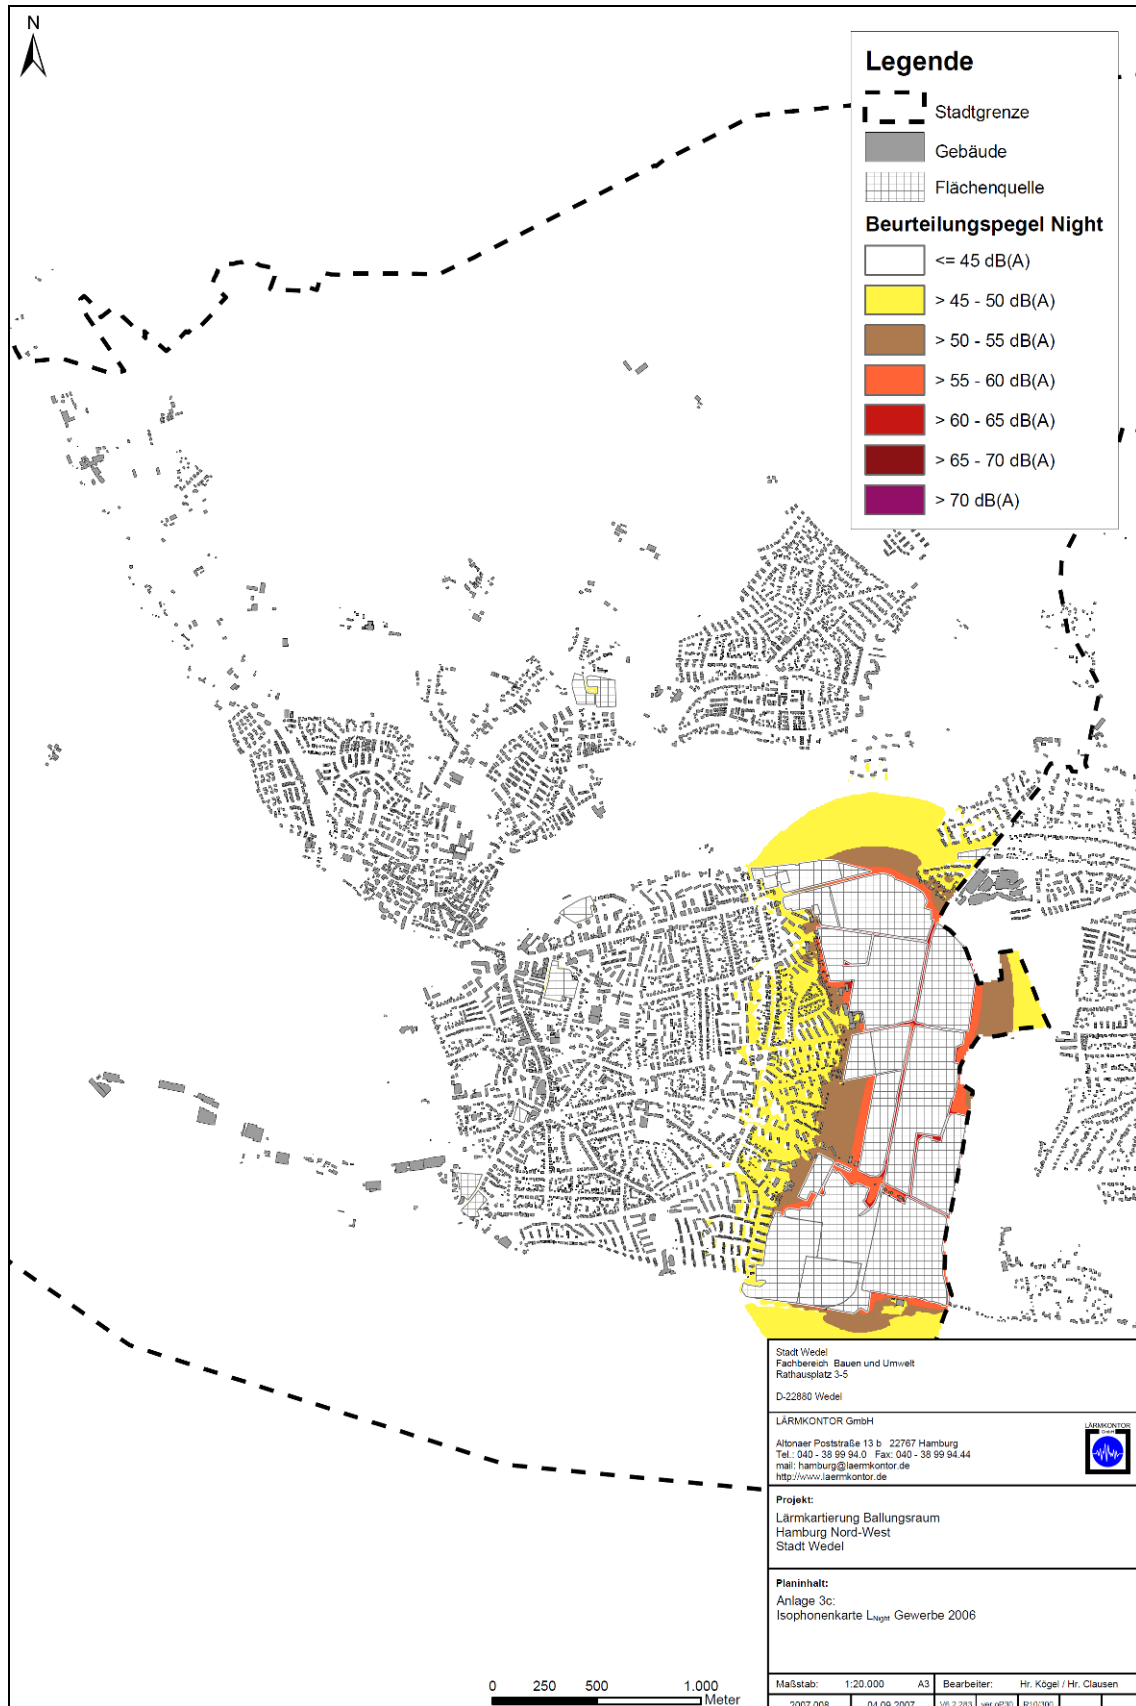 N
Legende
Stadtgrenze
Gebäude
Flächenquelle
Beurteilungspegel Night
<= 45 dB(A)
> 45 - 50 dB(A)
> 50 - 55 dB(A)
> 55 - 60 dB(A)
> 60 - 65 dB(A)
> 65 - 70 dB(A)
> 70 dB(A)
Stadt Wedel
Fachbereich Bauen und Umwelt
Rathausplatz 3-5
D-22880 Wedel
LÄRMKONTOR GmbH
Altonaer Poststraße 13 b 22767 Hamburg
Tel.: 040 - 38 99 94.0 Fax: 040 - 38 99 94.44
mail: hamburg@laermkontor.de
http://www.laermkontor.de
LÄRMKONTOR
GmbH
Projekt:
Lärmkartierung Ballungsraum
Hamburg Nord-West
Stadt Wedel
Planinhalt:
Anlage 3c:
Isophonenkarte LNight Gewerbe 2006
Maßstab: 1:20.000 A3 Bearbeiter: Hr. Kögel / Hr. Clausen
2007.008 04.09.2007
0 250 500 1.000
Meter